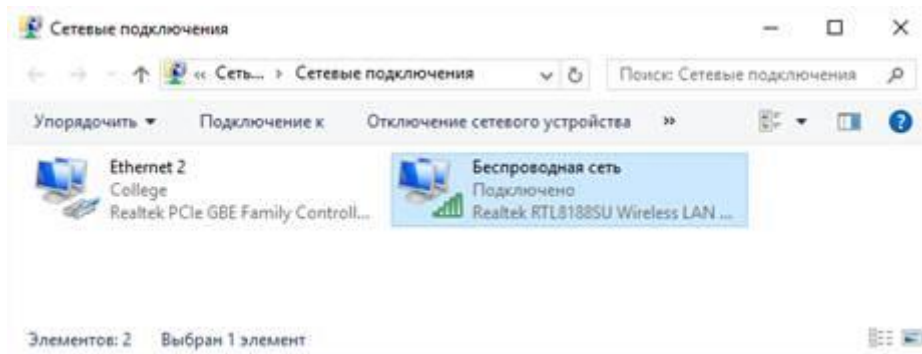 Сетевые подключения
« Сеть... › Сетевые подключения
Поиск: Сетевые подключения
Упорядочить Подключение к Отключение сетевого устройства »
Ethernet 2
College
Realtek PCIe GBE Family Controll...
Беспроводная сеть
Подключено
Realtek RTL8188SU Wireless LAN ...
Элементов: 2 Выбран 1 элемент